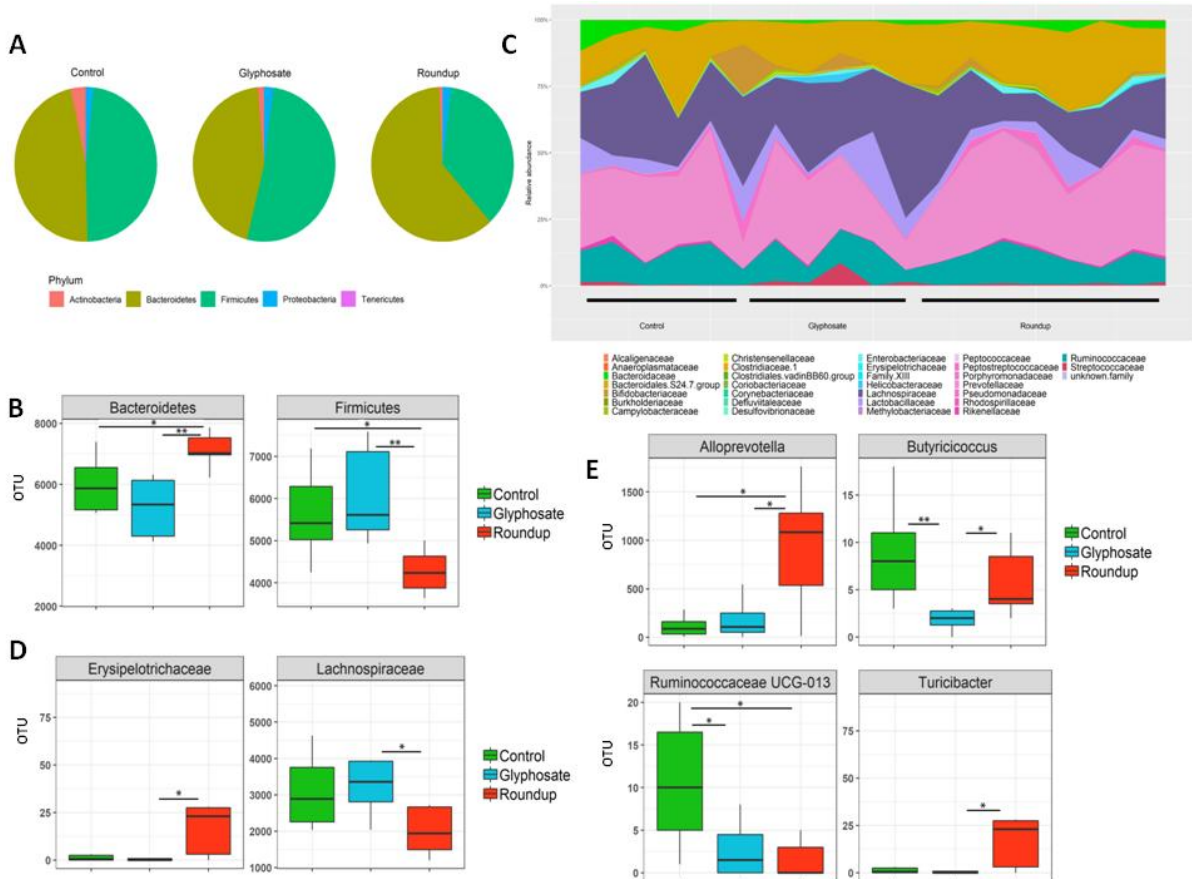 A
Control Glyphosate Roundup
Phylum
Actinobacteria Bacteroidetes Firmicutes Proteobacteria Tenericutes
C
100%
75%
50%
25%
0%
Relative abundance
Control Glyphosate Roundup
Alcaligenaceae Christensenellaceae Enterobacteriaceae Peptococcaceae Ruminococcaceae
Anaeroplasmataceae Clostridiaceae.1 Erysipelotrichaceae Peptostreptococcaceae Streptococcaceae
Bacteroidaceae Clostridiales.vadinBB60.group Family.XIII Porphyromonadaceae unknown.family
Bacteroidales.S24.7.group Coriobacteriaceae Helicobacteraceae Prevotellaceae
Bifidobacteriaceae Corynebacteriaceae Lachnospiraceae Pseudomonadaceae
Burkholderiaceae Defluviitaleaceae Lactobacillaceae Rhodospirillaceae
Campylobacteraceae Desulfovibrionaceae Methylobacteriaceae Rikenellaceae
B
Bacteroidetes Firmicutes
* ** * **
8000
6000
4000
2000
7000
6000
5000
4000
OTU
Control
Glyphosate
Roundup
D
Erysipelotrichaceae Lachnospiraceae
* *
75
50
25
0
6000
5000
4000
3000
2000
1000
OTU
Control
Glyphosate
Roundup
E
Alloprevotella Butyricicoccus
* * ** *
1500
1000
500
0
15
10
5
0
OTU
Control
Glyphosate
Roundup
Ruminococcaceae UCG-013 Turicibacter
* * *
20
15
10
5
0
75
50
25
0
OTU